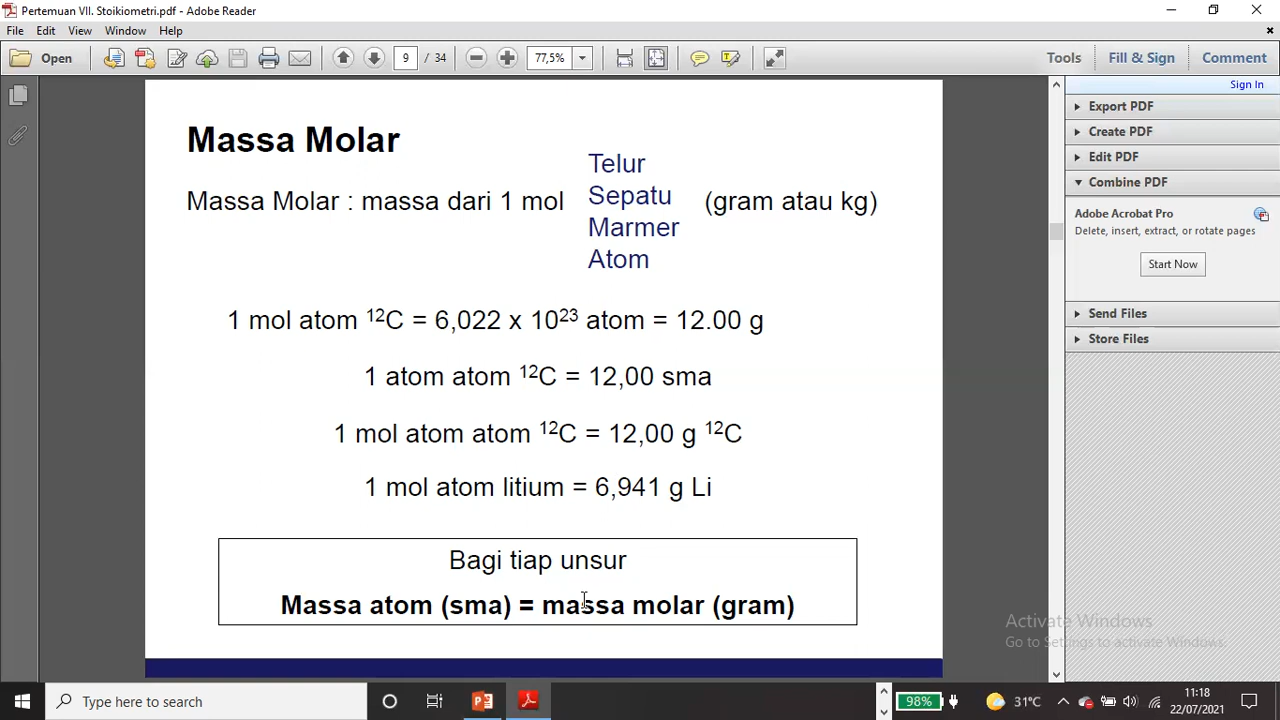 Pertemuan VII. Stoikiometri.pdf - Adobe Reader
File Edit View Window Help
Open 9 / 34 77,5% Tools Fill & Sign Comment
Sign In
Export PDF
Create PDF
Edit PDF
Combine PDF
Adobe Acrobat Pro
Delete, insert, extract, or rotate pages
Start Now
Send Files
Store Files
Massa Molar
Massa Molar : massa dari 1 mol
Telur
Sepatu
Marmer
Atom
(gram atau kg)
1 mol atom ¹²C = 6,022 x 10²³ atom = 12.00 g
1 atom atom ¹²C = 12,00 sma
1 mol atom atom ¹²C = 12,00 g ¹²C
1 mol atom litium = 6,941 g Li
Bagi tiap unsur
Massa atom (sma) = massa molar (gram)
Activate Windows
Go to Settings to activate Windows.
Type here to search
98%
31°C
11:18
22/07/2021